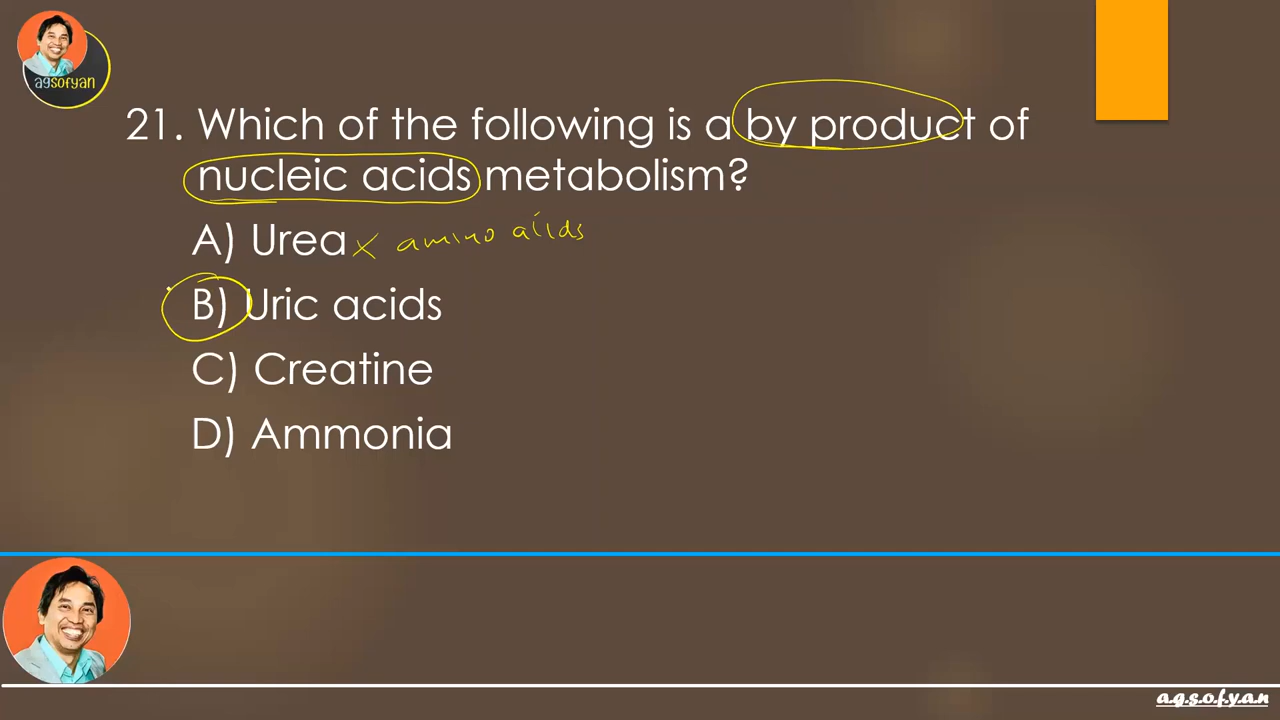 agsofyan
21. Which of the following is a by product of
nucleic acids metabolism?
A) Urea x amino acids
B) Uric acids
C) Creatine
D) Ammonia
a.g.s.o.f.y.a.n